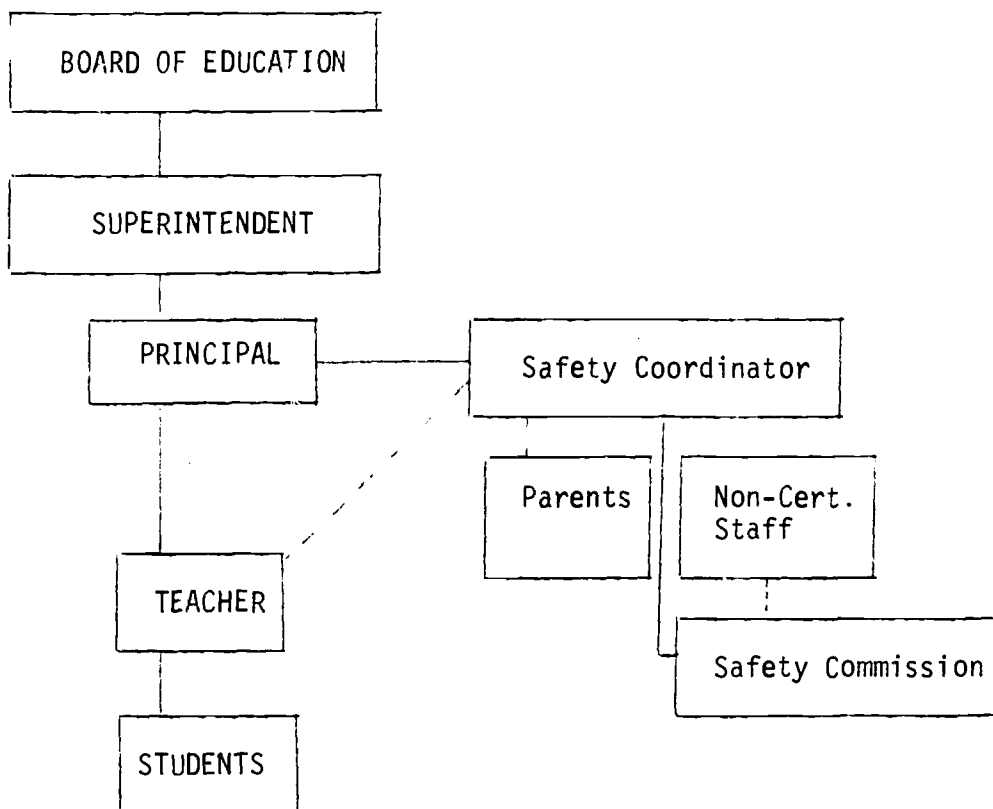 BOARD OF EDUCATION
SUPERINTENDENT
PRINCIPAL
Safety Coordinator
Parents
Non-Cert.
Staff
TEACHER
Safety Commission
STUDENTS